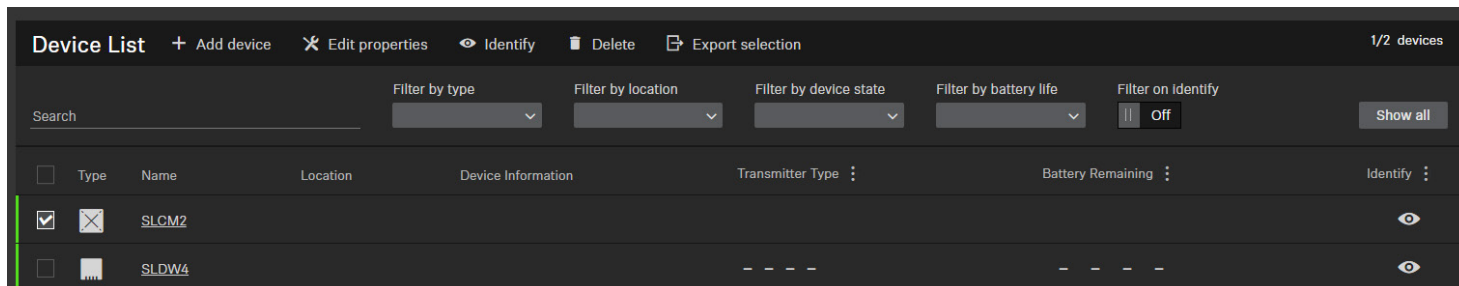 Device List + Add device Edit properties Identify Delete Export selection 1/2 devices
Filter by type Filter by location Filter by device state Filter by battery life Filter on identify
Search Off Show all
Type Name Location Device Information Transmitter Type Battery Remaining Identify
SLCM2
SLDW4 – – – – – – – –